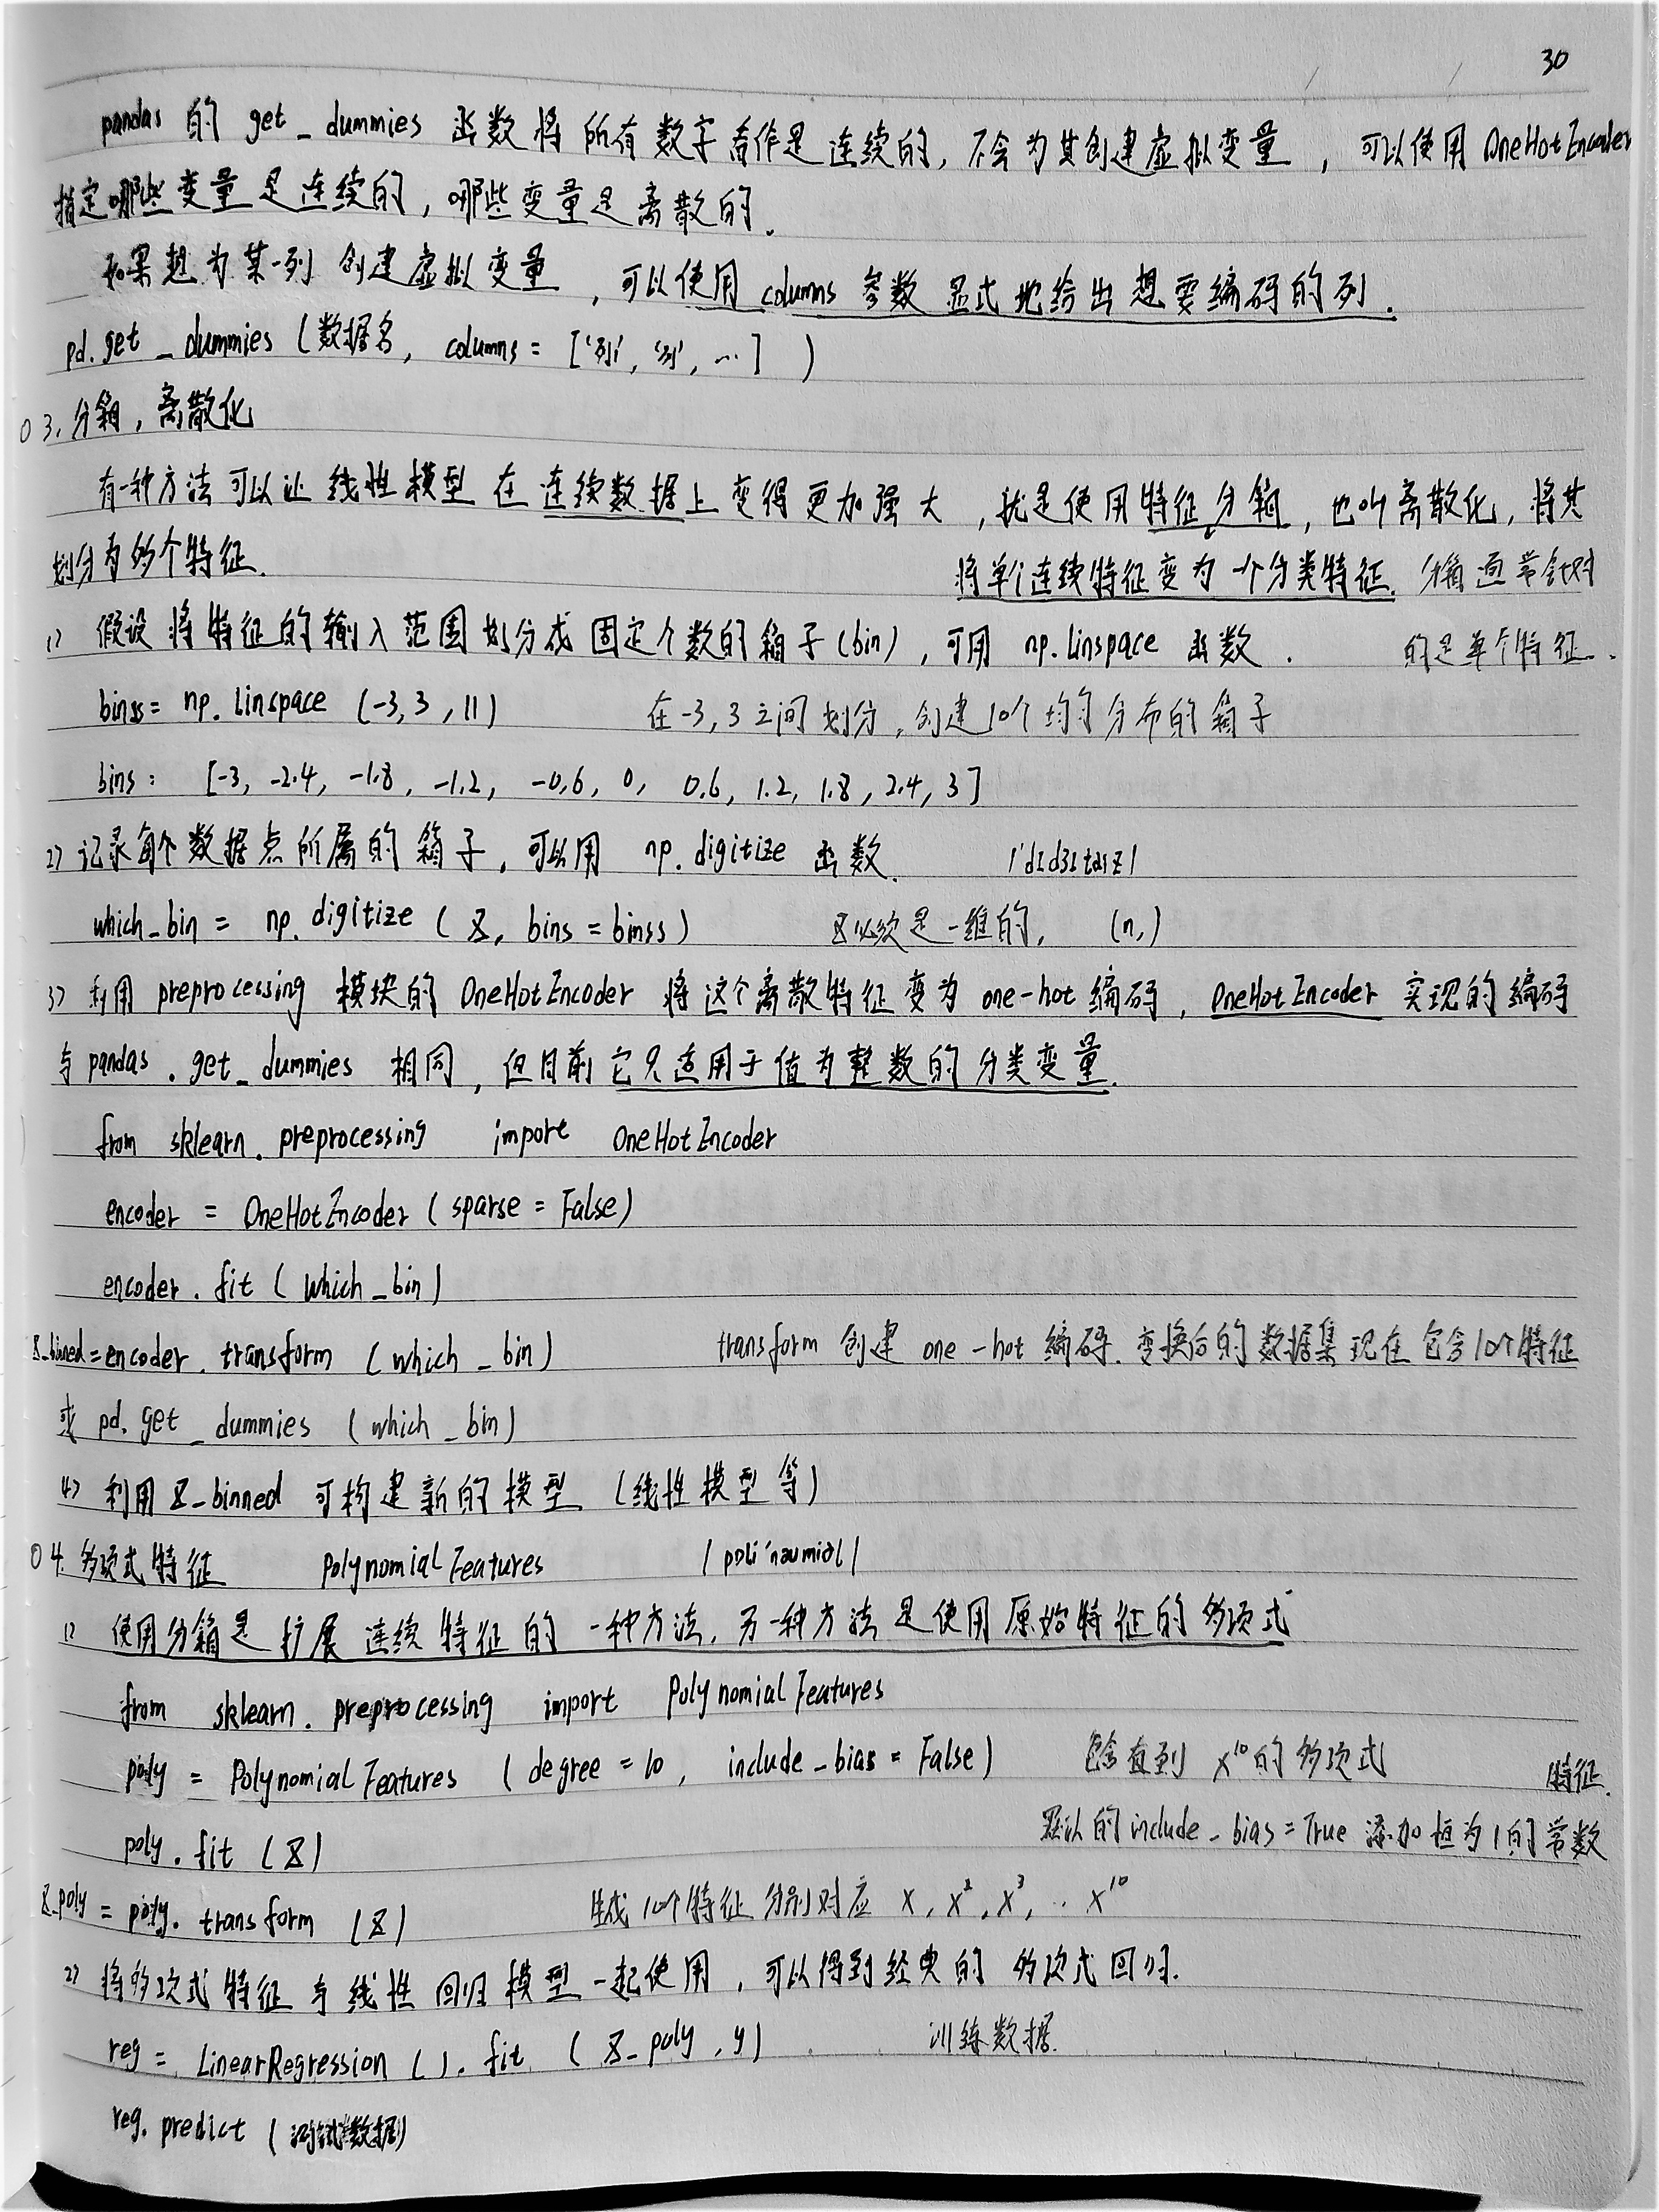 30
pandas 的 get_dummies 函数将所有数字看作是连续的, 不会为其创建虚拟变量, 可以使用 OneHotEncoder
指定哪些变量是连续的, 哪些变量是离散的.
如果想为某一列创建虚拟变量, 可以使用 columns 参数显式地给出想要编码的列.
pd.get_dummies (数据名, columns = ['列', '列', …] )
03. 分箱, 离散化
有一种方法可以让线性模型在连续数据上变得更加强大, 就是使用特征分箱, 也叫离散化, 将其
划分为多个特征.
将单个连续特征变为一个分类特征. 分箱通常针对
的是单个特征.
1) 假设将特征的输入范围划分成固定个数的箱子(bin), 可用 np.linspace 函数.
binss = np.linspace (-3, 3, 11) 在-3, 3之间划分, 创建10个均匀分布的箱子
bins: [-3, -2.4, -1.8, -1.2, -0.6, 0, 0.6, 1.2, 1.8, 2.4, 3]
2) 记录每个数据点所属的箱子, 可以用 np.digitize 函数. /'dɪdʒɪtaɪz/
which_bin = np.digitize (X, bins = binss) X必须是一维的, (n,)
3) 利用 preprocessing 模块的 OneHotEncoder 将这个离散特征变为 one-hot 编码, OneHotEncoder 实现的编码
与 pandas.get_dummies 相同, 但目前它只适用于值为整数的分类变量.
from sklearn.preprocessing import OneHotEncoder
encoder = OneHotEncoder (sparse = False)
encoder.fit (which_bin)
X_binned = encoder.transform (which_bin) transform 创建 one-hot 编码. 变换后的数据集现在包含10个特征
或 pd.get_dummies (which_bin)
4) 利用 X_binned 可构建新的模型 (线性模型等)
04. 多项式特征 PolynomialFeatures /pɒlɪ'nəʊmɪəl/
1) 使用分箱是扩展连续特征的一种方法, 另一种方法是使用原始特征的多项式
from sklearn.preprocessing import PolynomialFeatures
poly = PolynomialFeatures (degree = 10, include_bias = False) 包含直到 x¹⁰ 的多项式
默认的 include_bias = True 添加恒为1的常数
特征.
poly.fit (X)
X_poly = poly.transform (X) 生成10个特征分别对应 x, x², x³, … x¹⁰
2) 将多项式特征与线性回归模型一起使用, 可以得到经典的多项式回归.
reg = LinearRegression ().fit (X_poly, y) 训练数据.
reg.predict (测试数据)